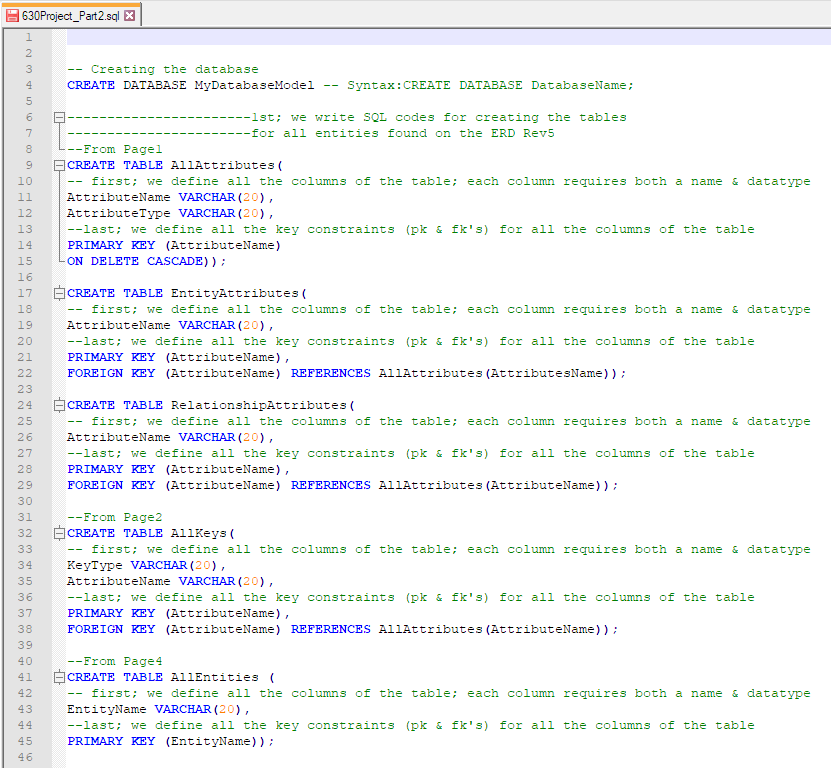 630Project_Part2.sql
1
2
3 -- Creating the database
4 CREATE DATABASE MyDatabaseModel -- Syntax:CREATE DATABASE DatabaseName;
5
6 -----------------------1st; we write SQL codes for creating the tables
7 -----------------------for all entities found on the ERD Rev5
8 --From Page1
9 CREATE TABLE AllAttributes(
10 -- first; we define all the columns of the table; each column requires both a name & datatype
11 AttributeName VARCHAR(20),
12 AttributeType VARCHAR(20),
13 --last; we define all the key constraints (pk & fk's) for all the columns of the table
14 PRIMARY KEY (AttributeName)
15 ON DELETE CASCADE));
16
17 CREATE TABLE EntityAttributes(
18 -- first; we define all the columns of the table; each column requires both a name & datatype
19 AttributeName VARCHAR(20),
20 --last; we define all the key constraints (pk & fk's) for all the columns of the table
21 PRIMARY KEY (AttributeName),
22 FOREIGN KEY (AttributeName) REFERENCES AllAttributes(AttributesName));
23
24 CREATE TABLE RelationshipAttributes(
25 -- first; we define all the columns of the table; each column requires both a name & datatype
26 AttributeName VARCHAR(20),
27 --last; we define all the key constraints (pk & fk's) for all the columns of the table
28 PRIMARY KEY (AttributeName),
29 FOREIGN KEY (AttributeName) REFERENCES AllAttributes(AttributeName));
30
31 --From Page2
32 CREATE TABLE AllKeys(
33 -- first; we define all the columns of the table; each column requires both a name & datatype
34 KeyType VARCHAR(20),
35 AttributeName VARCHAR(20),
36 --last; we define all the key constraints (pk & fk's) for all the columns of the table
37 PRIMARY KEY (AttributeName),
38 FOREIGN KEY (AttributeName) REFERENCES AllAttributes(AttributeName));
39
40 --From Page4
41 CREATE TABLE AllEntities (
42 -- first; we define all the columns of the table; each column requires both a name & datatype
43 EntityName VARCHAR(20),
44 --last; we define all the key constraints (pk & fk's) for all the columns of the table
45 PRIMARY KEY (EntityName));
46